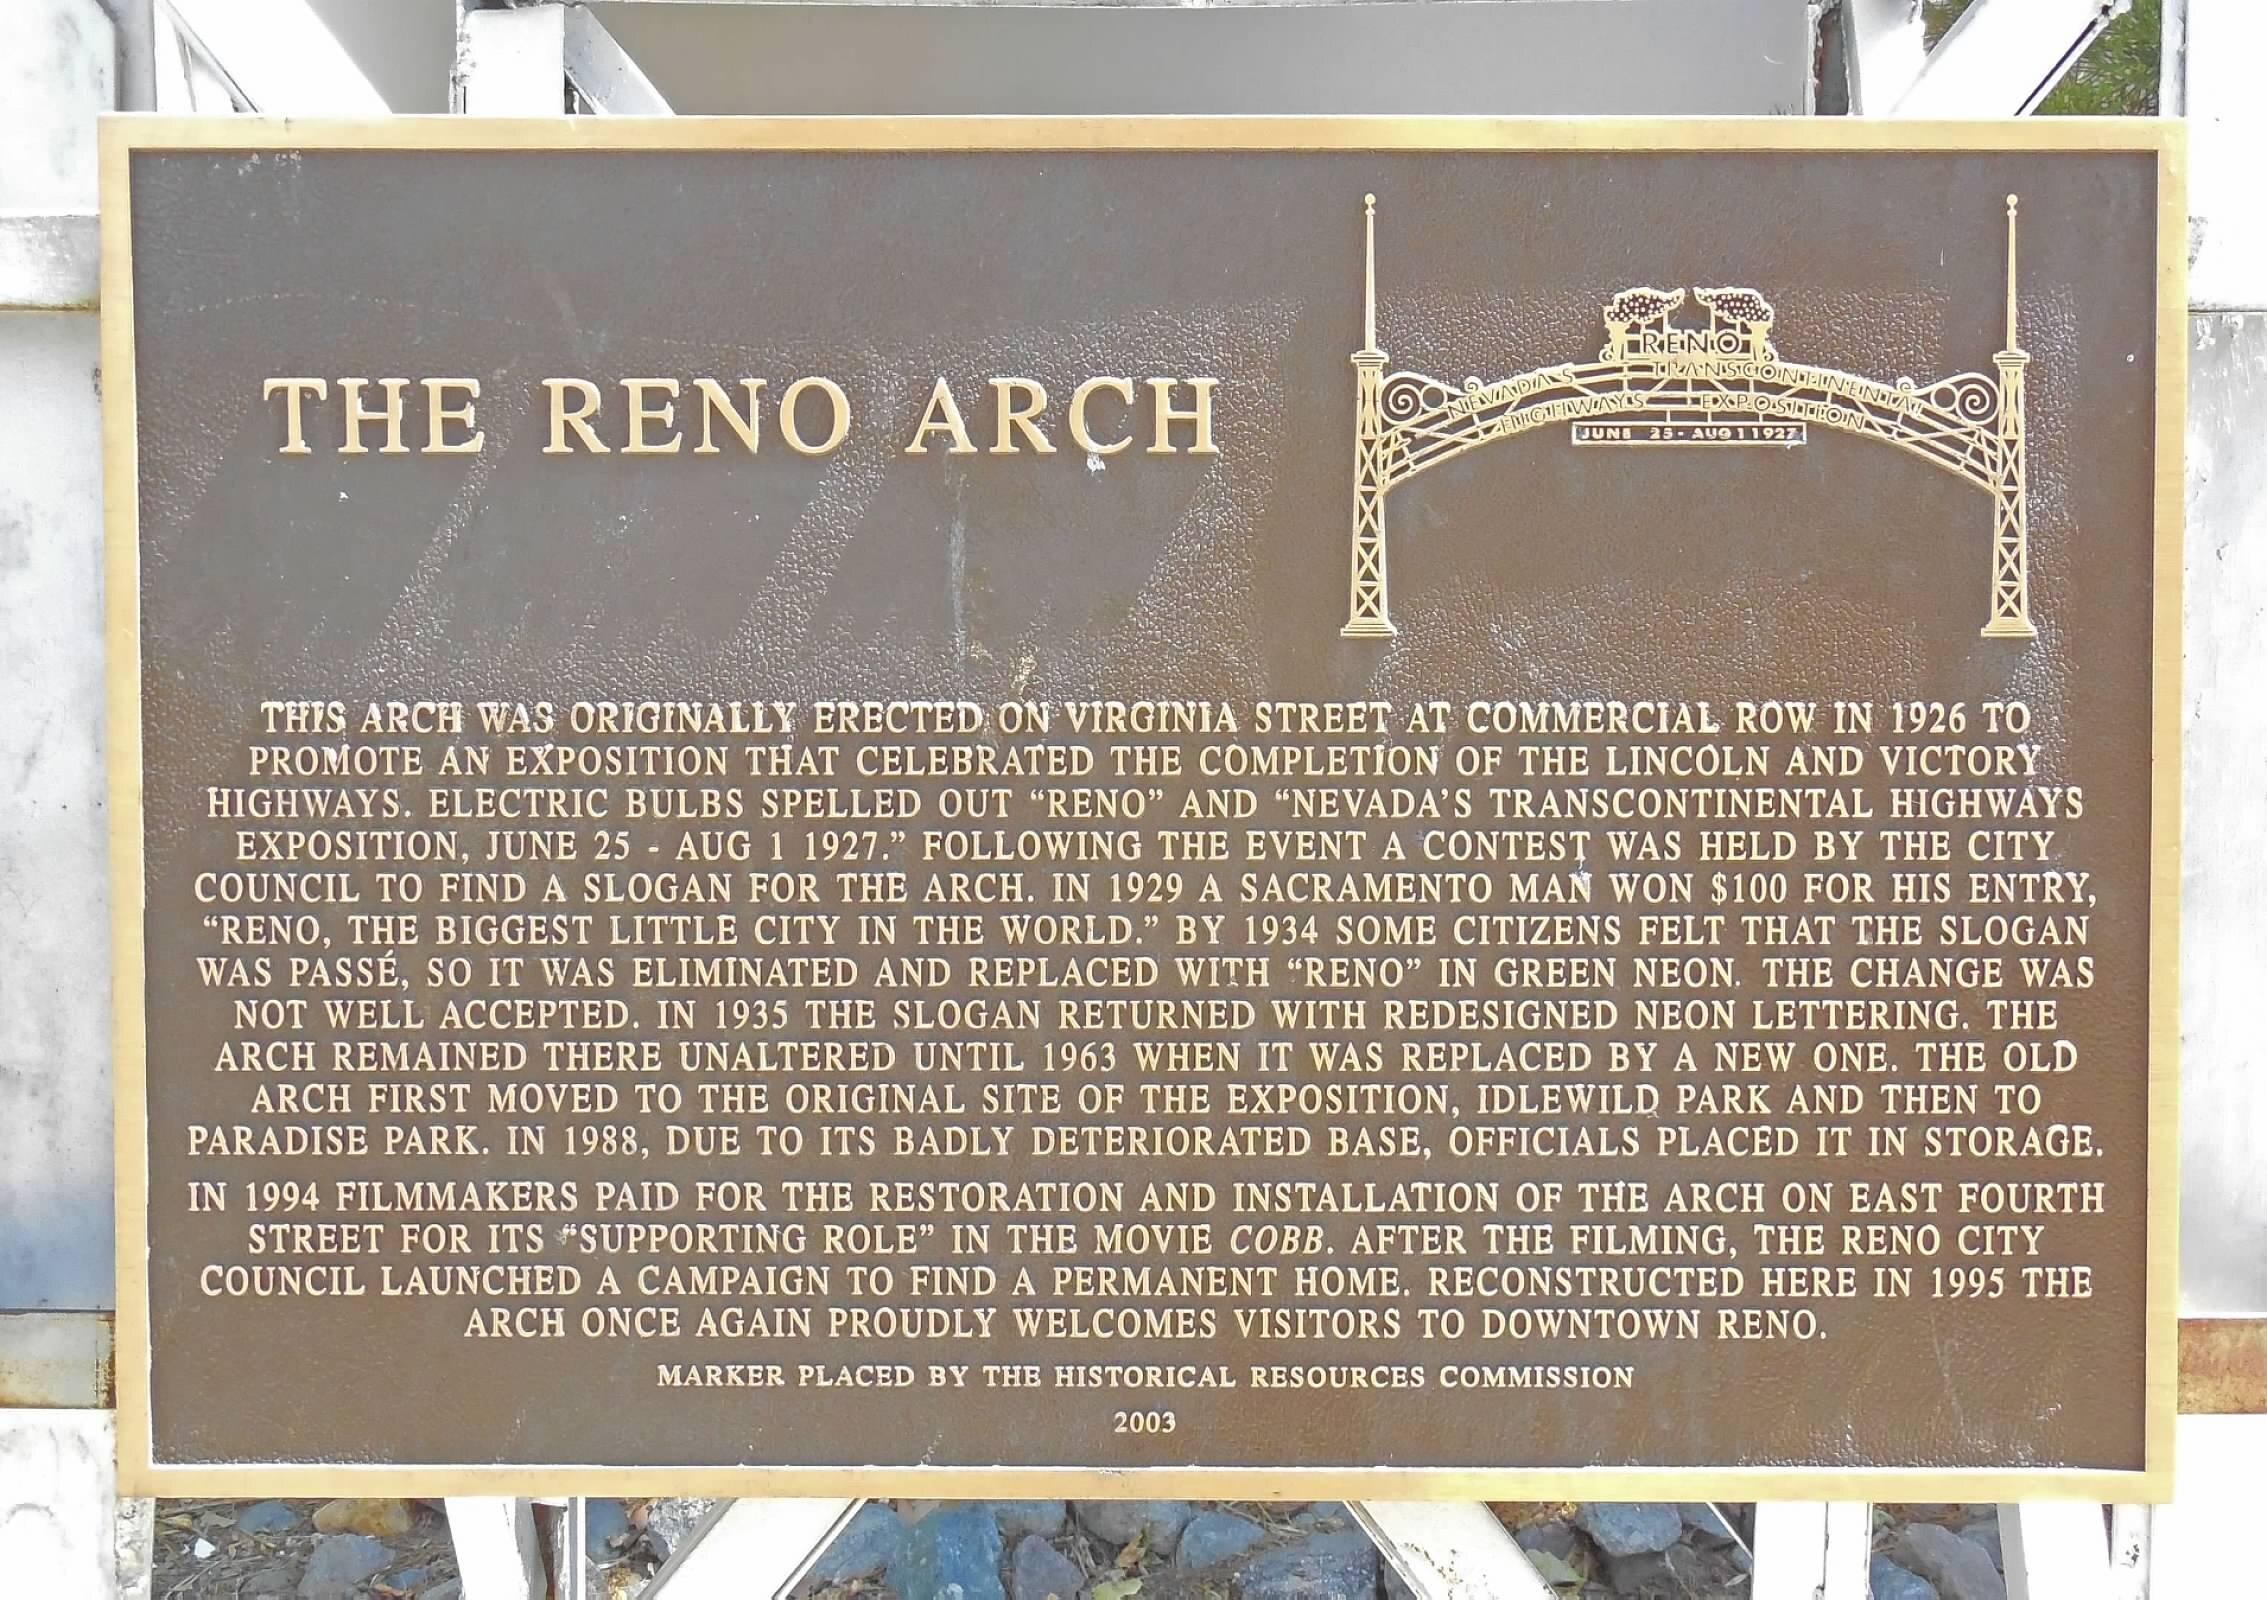 RENO
NEVADA'S TRANSCONTINENTAL
HIGHWAYS EXPOSITION
JUNE 25 - AUG 1 1927
THE RENO ARCH
THIS ARCH WAS ORIGINALLY ERECTED ON VIRGINIA STREET AT COMMERCIAL ROW IN 1926 TO
PROMOTE AN EXPOSITION THAT CELEBRATED THE COMPLETION OF THE LINCOLN AND VICTORY
HIGHWAYS. ELECTRIC BULBS SPELLED OUT “RENO” AND “NEVADA’S TRANSCONTINENTAL HIGHWAYS
EXPOSITION, JUNE 25 - AUG 1 1927.” FOLLOWING THE EVENT A CONTEST WAS HELD BY THE CITY
COUNCIL TO FIND A SLOGAN FOR THE ARCH. IN 1929 A SACRAMENTO MAN WON $100 FOR HIS ENTRY,
“RENO, THE BIGGEST LITTLE CITY IN THE WORLD.” BY 1934 SOME CITIZENS FELT THAT THE SLOGAN
WAS PASSÉ, SO IT WAS ELIMINATED AND REPLACED WITH “RENO” IN GREEN NEON. THE CHANGE WAS
NOT WELL ACCEPTED. IN 1935 THE SLOGAN RETURNED WITH REDESIGNED NEON LETTERING. THE
ARCH REMAINED THERE UNALTERED UNTIL 1963 WHEN IT WAS REPLACED BY A NEW ONE. THE OLD
ARCH FIRST MOVED TO THE ORIGINAL SITE OF THE EXPOSITION, IDLEWILD PARK AND THEN TO
PARADISE PARK. IN 1988, DUE TO ITS BADLY DETERIORATED BASE, OFFICIALS PLACED IT IN STORAGE.
IN 1994 FILMMAKERS PAID FOR THE RESTORATION AND INSTALLATION OF THE ARCH ON EAST FOURTH
STREET FOR ITS “SUPPORTING ROLE” IN THE MOVIE COBB. AFTER THE FILMING, THE RENO CITY
COUNCIL LAUNCHED A CAMPAIGN TO FIND A PERMANENT HOME. RECONSTRUCTED HERE IN 1995 THE
ARCH ONCE AGAIN PROUDLY WELCOMES VISITORS TO DOWNTOWN RENO.
MARKER PLACED BY THE HISTORICAL RESOURCES COMMISSION
2003